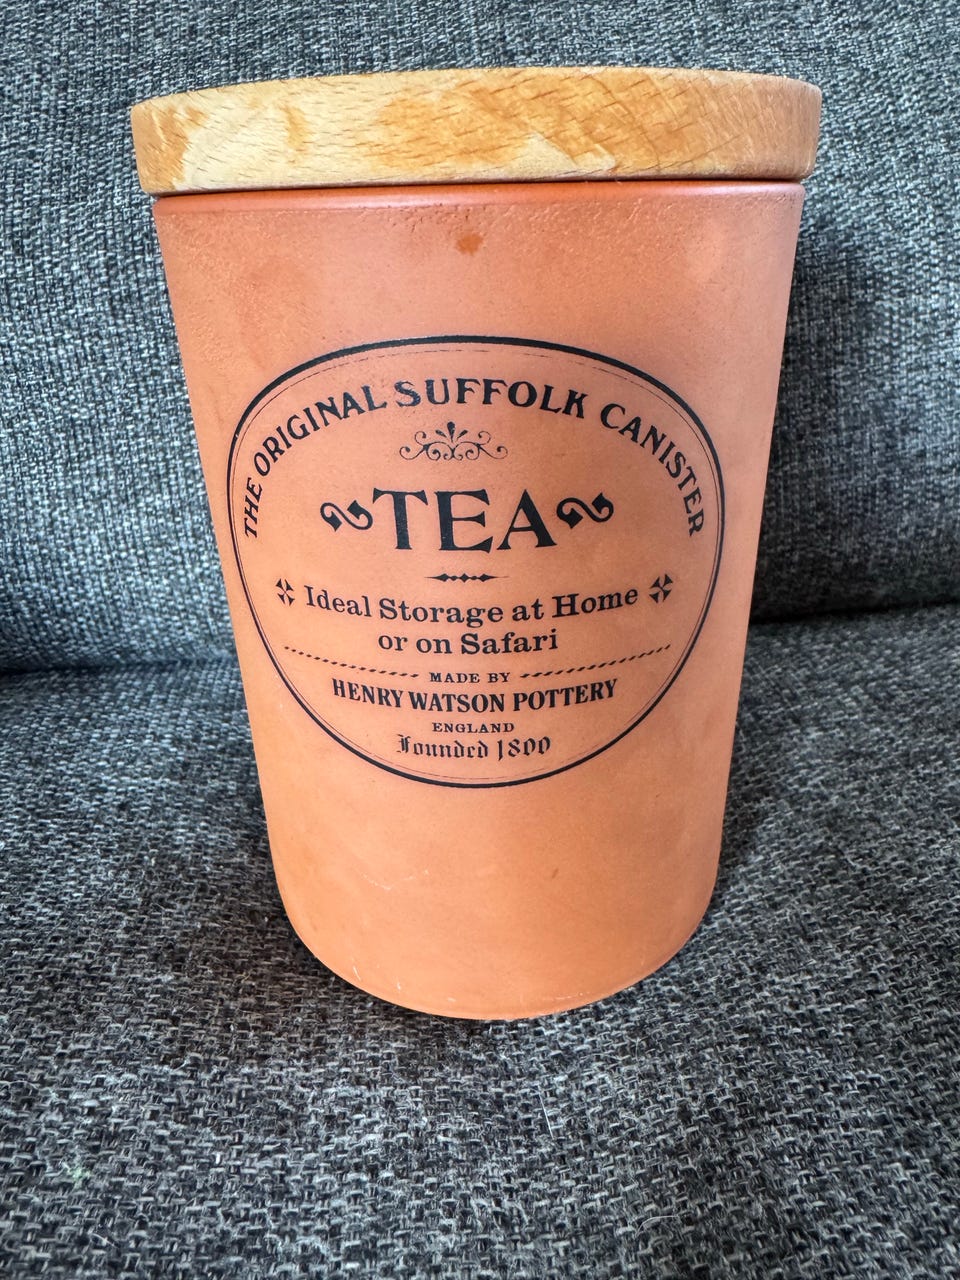 THE ORIGINAL SUFFOLK CANISTER
TEA
Ideal Storage at Home
or on Safari
MADE BY
HENRY WATSON POTTERY
ENGLAND
Founded 1800